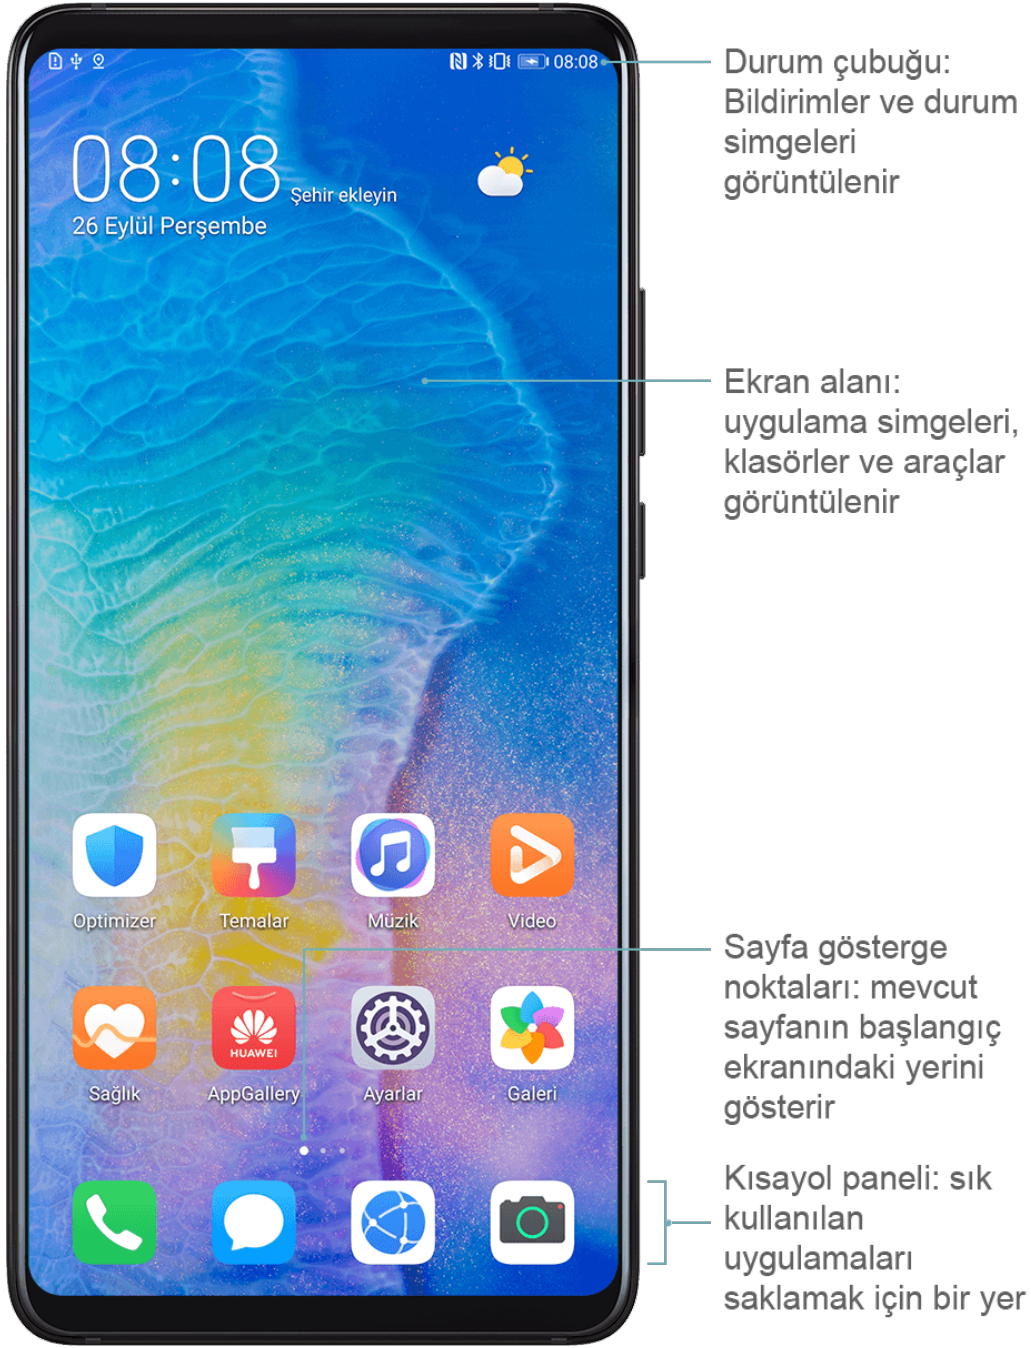 08:08
08:08
Şehir ekleyin
26 Eylül Perşembe
Optimizer
Temalar
Müzik
Video
HUAWEI
Sağlık
AppGallery
Ayarlar
Galeri
Durum çubuğu:
Bildirimler ve durum
simgeleri
görüntülenir
Ekran alanı:
uygulama simgeleri,
klasörler ve araçlar
görüntülenir
Sayfa gösterge
noktaları: mevcut
sayfanın başlangıç
ekranındaki yerini
gösterir
Kısayol paneli: sık
kullanılan
uygulamaları
saklamak için bir yer